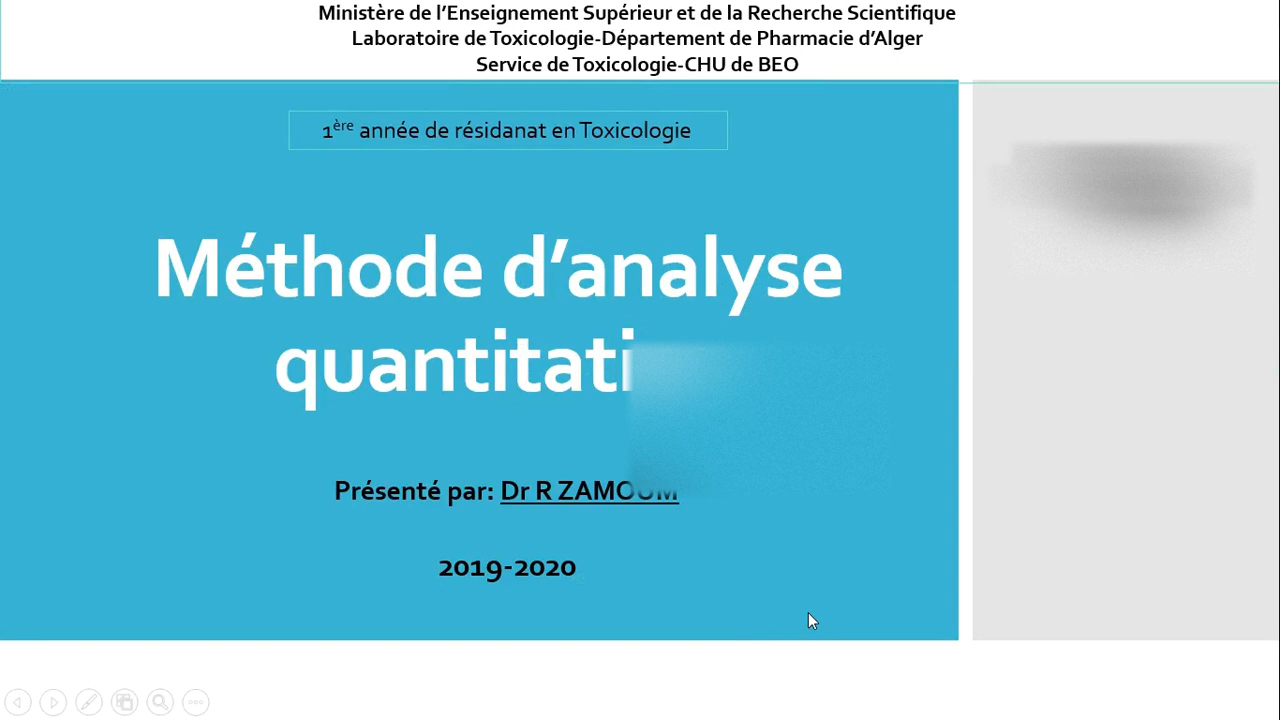 Ministère de l’Enseignement Supérieur et de la Recherche Scientifique
Laboratoire de Toxicologie-Département de Pharmacie d’Alger
Service de Toxicologie-CHU de BEO
1ère année de résidanat en Toxicologie
Méthode d’analyse
Présenté par: Dr R ZAMOUM
2019-2020